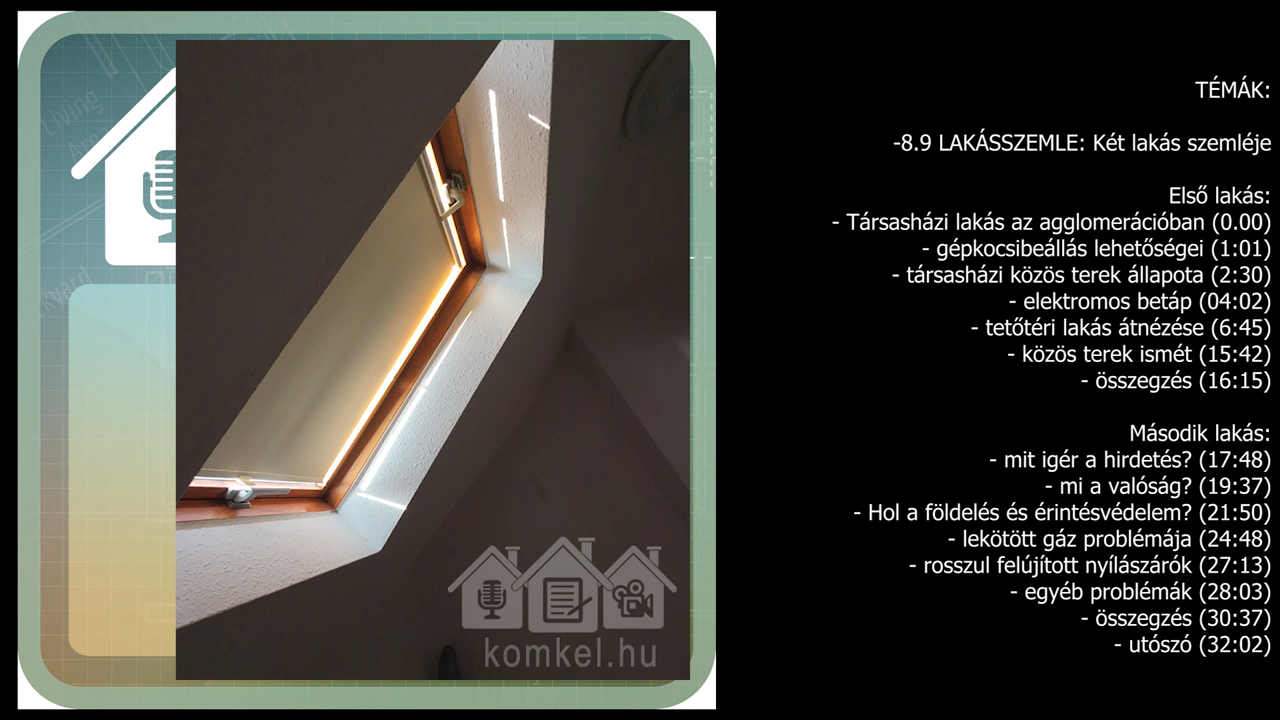 Living
TÉMÁK:
-8.9 LAKÁSSZEMLE: Két lakás szemléje
Első lakás:
- Társasházi lakás az agglomerációban (0.00)
- gépkocsibeállás lehetőségei (1:01)
- társasházi közös terek állapota (2:30)
- elektromos betáp (04:02)
- tetőtéri lakás átnézése (6:45)
- közös terek ismét (15:42)
- összegzés (16:15)
Második lakás:
- mit igér a hirdetés? (17:48)
- mi a valóság? (19:37)
- Hol a földelés és érintésvédelem? (21:50)
- lekötött gáz problémája (24:48)
- rosszul felújított nyílászárók (27:13)
- egyéb problémák (28:03)
- összegzés (30:37)
- utószó (32:02)
komkel.hu